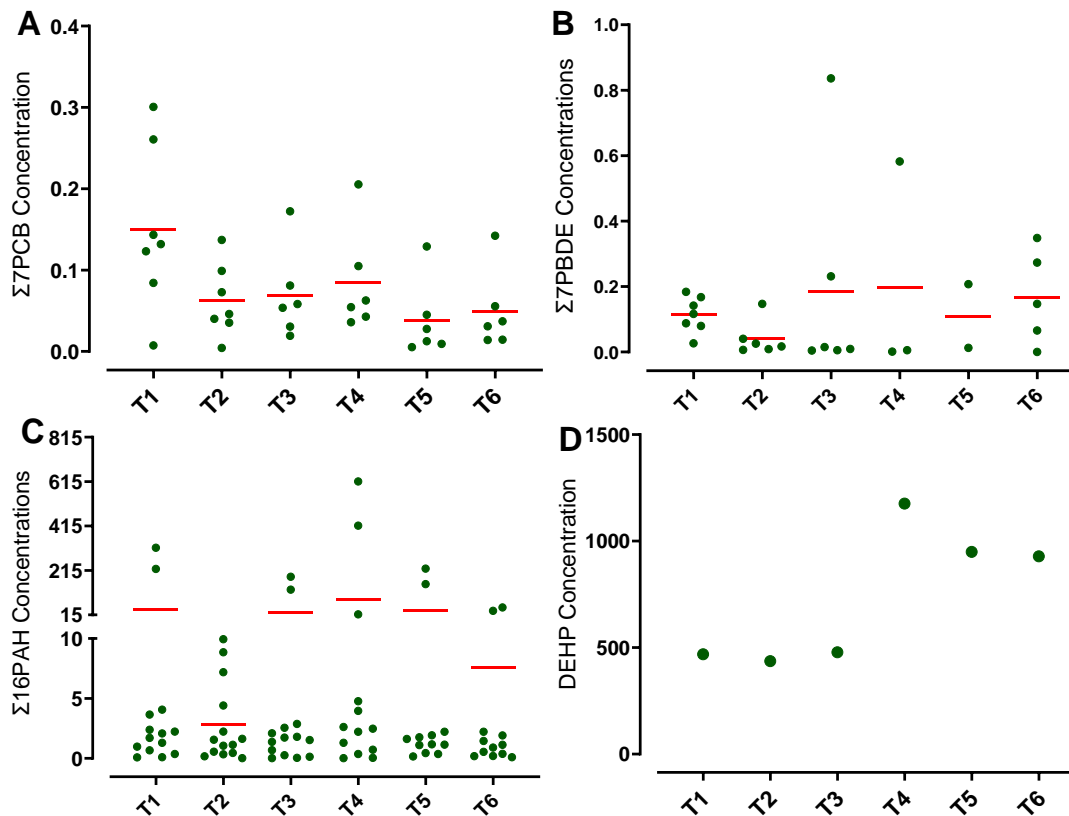 A
Σ7PCB Concentration
0.4
0.3
0.2
0.1
0.0
T1
T2
T3
T4
T5
T6
B
Σ7PBDE Concentrations
1.0
0.8
0.6
0.4
0.2
0.0
T1
T2
T3
T4
T5
T6
C
Σ16PAH Concentrations
815
615
415
215
15
10
5
0
T1
T2
T3
T4
T5
T6
D
DEHP Concentration
1500
1000
500
0
T1
T2
T3
T4
T5
T6